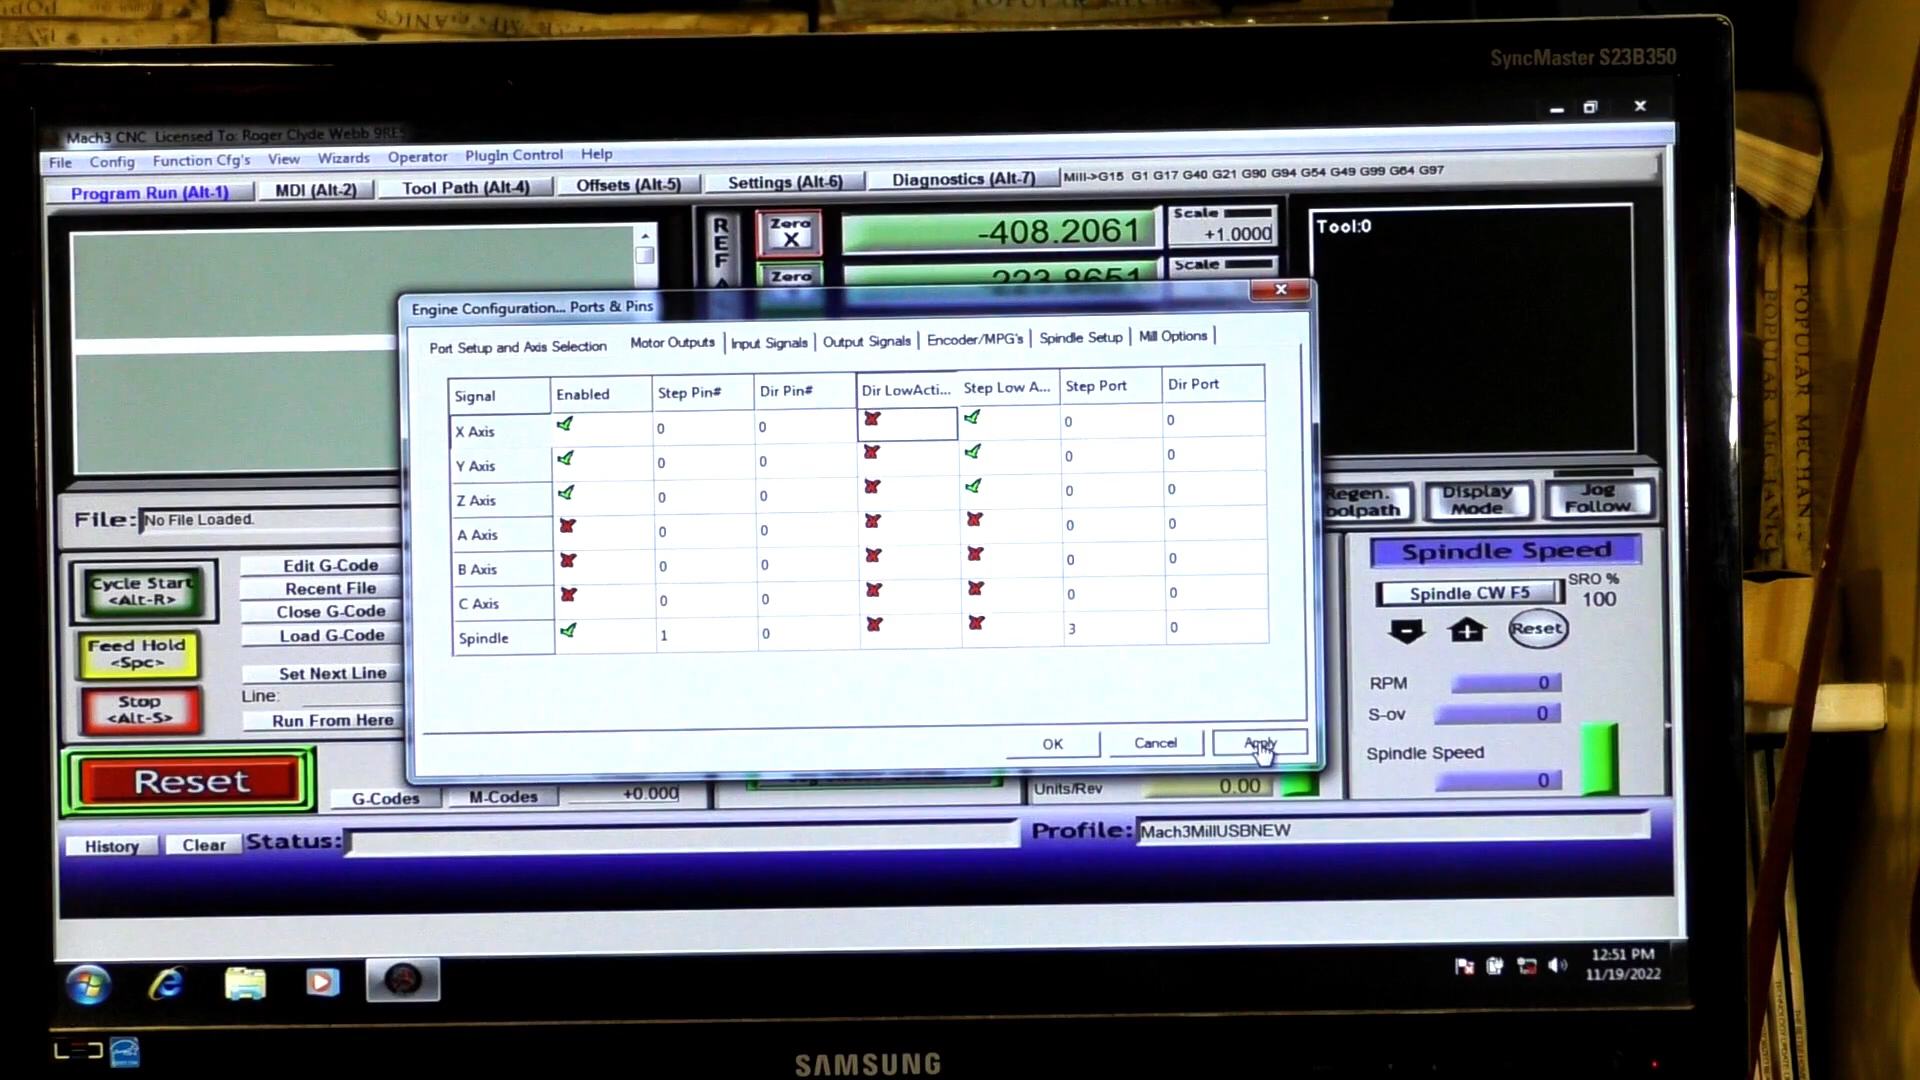 SyncMaster S23B350
Mach3 CNC Licensed To: Roger Clyde Webb
File Config Function Cfg's View Wizards Operator PlugIn Control Help
Program Run (Alt-1) MDI (Alt-2) Tool Path (Alt-4) Offsets (Alt-5) Settings (Alt-6) Diagnostics (Alt-7) Mill->G15 G1 G17 G40 G21 G90 G94 G54 G49 G99 G64 G97
REF
Zero X -408.2061 Scale +1.0000
Tool:0
Zero 223.8651 Scale
Engine Configuration... Ports & Pins
Port Setup and Axis Selection Motor Outputs Input Signals Output Signals Encoder/MPG's Spindle Setup Mill Options
Signal Enabled Step Pin# Dir Pin# Dir LowActi... Step Low A... Step Port Dir Port
X Axis 0 0 0 0
Y Axis 0 0 0 0
Z Axis 0 0 0 0
A Axis 0 0 0 0
B Axis 0 0 0 0
C Axis 0 0 0 0
Spindle 1 0 3 0
OK Cancel Apply
File: No File Loaded.
Regen. Display Mode Jog Follow
Cycle Start <Alt-R>
Feed Hold <Spc>
Stop <Alt-S>
Reset
Edit G-Code
Recent File
Close G-Code
Load G-Code
Set Next Line
Line:
Run From Here
G-Codes M-Codes +0.000
Units/Rev 0.00
Spindle Speed
Spindle CW F5 SRO % 100
Reset
RPM 0
S-ov 0
Spindle Speed
0
History Clear Status: Profile: Mach3MillUSBNEW
12:51 PM
11/19/2022
LED
SAMSUNG
POPULAR MECHANICS